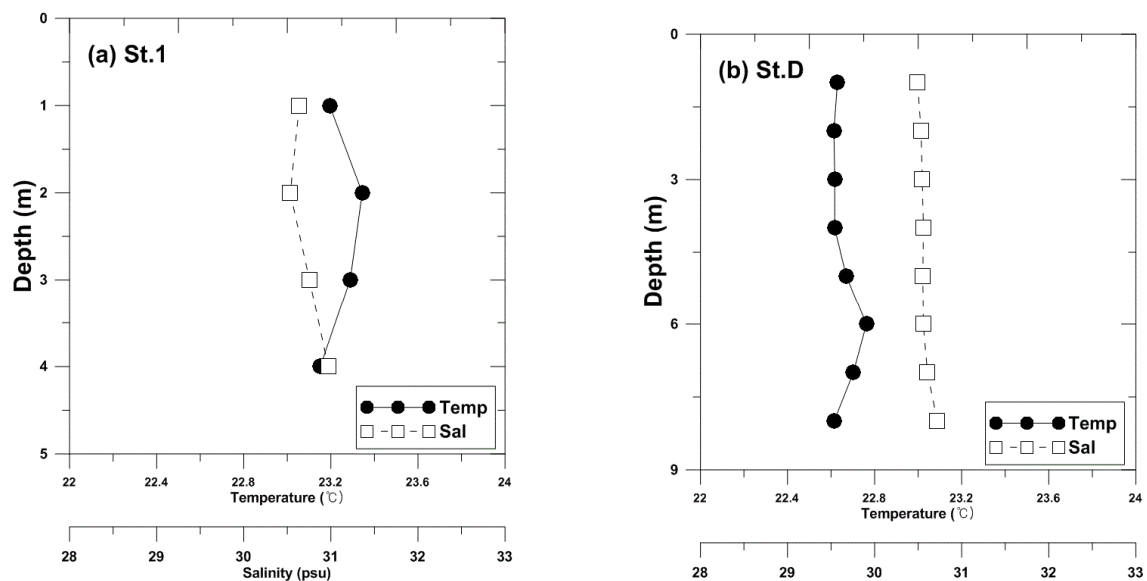 (a) St.1
0
1
2
3
4
5
Depth (m)
Temp
Sal
22 22.4 22.8 23.2 23.6 24
Temperature (℃)
28 29 30 31 32 33
Salinity (psu)
(b) St.D
0
3
6
9
Depth (m)
Temp
Sal
22 22.4 22.8 23.2 23.6 24
Temperature (℃)
28 29 30 31 32 33